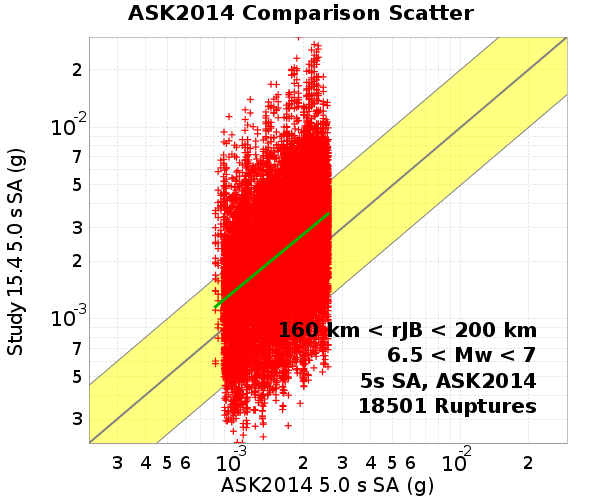 ASK2014 Comparison Scatter
Study 15.4 5.0 s SA (g)
2
10-2
7
5
3
2
10-3
7
5
3
160 km < rJB < 200 km
6.5 < Mw < 7
5s SA, ASK2014
18501 Ruptures
3 4 5 6 10-3 2 3 4 5 6 10-2 2
ASK2014 5.0 s SA (g)